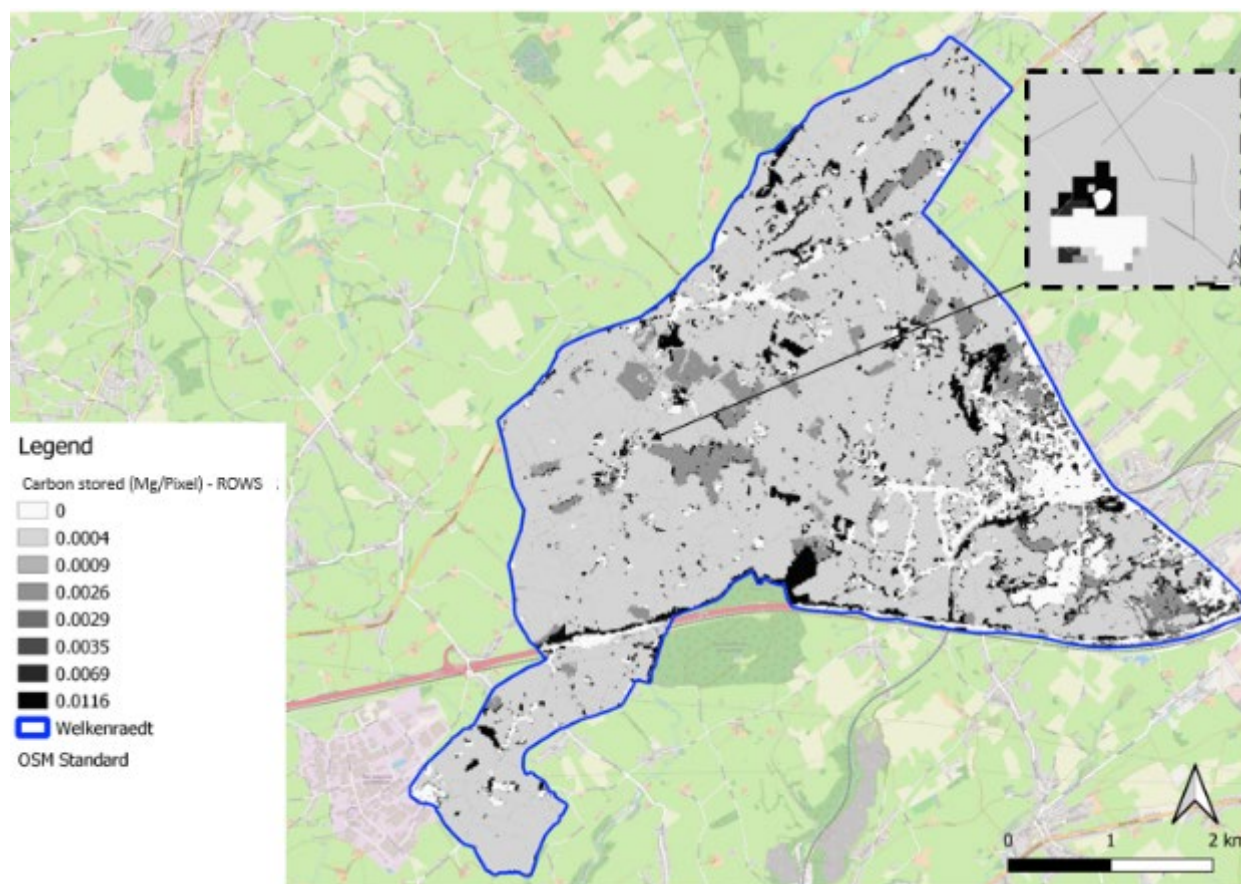 Legend
Carbon stored (Mg/Pixel) - ROWS
0
0.0004
0.0009
0.0026
0.0029
0.0035
0.0069
0.0116
Welkenraedt
OSM Standard
0 1 2 km